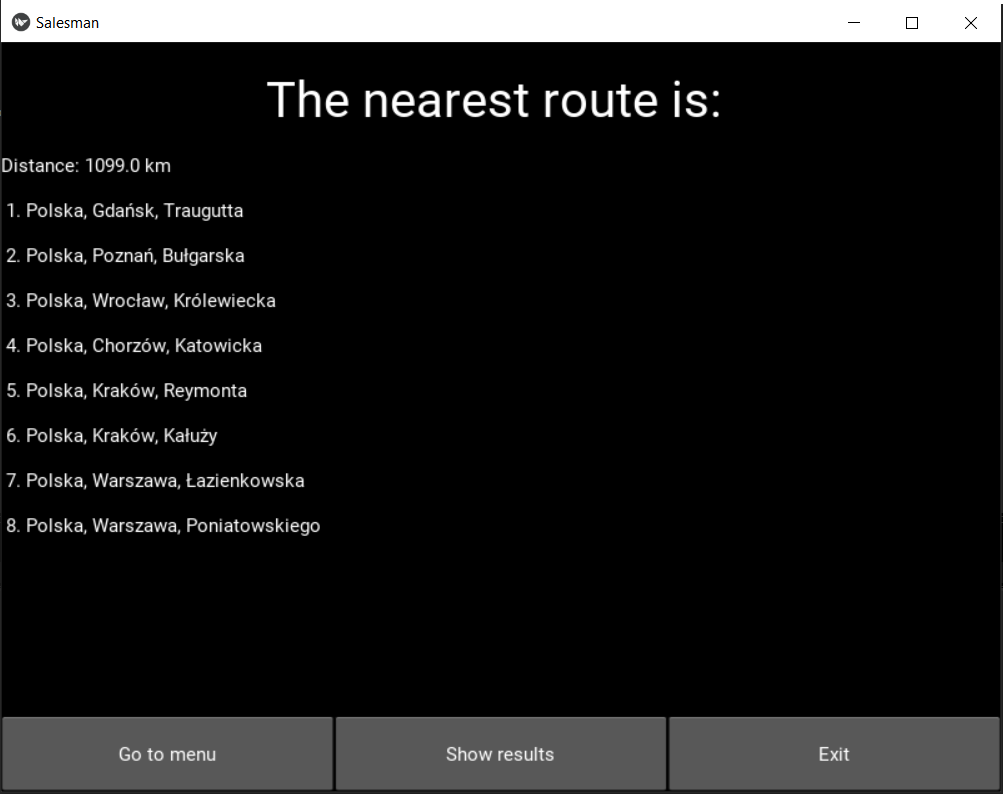 Salesman
The nearest route is:
Distance: 1099.0 km
1. Polska, Gdańsk, Traugutta
2. Polska, Poznań, Bułgarska
3. Polska, Wrocław, Królewiecka
4. Polska, Chorzów, Katowicka
5. Polska, Kraków, Reymonta
6. Polska, Kraków, Kałuży
7. Polska, Warszawa, Łazienkowska
8. Polska, Warszawa, Poniatowskiego
Go to menu
Show results
Exit